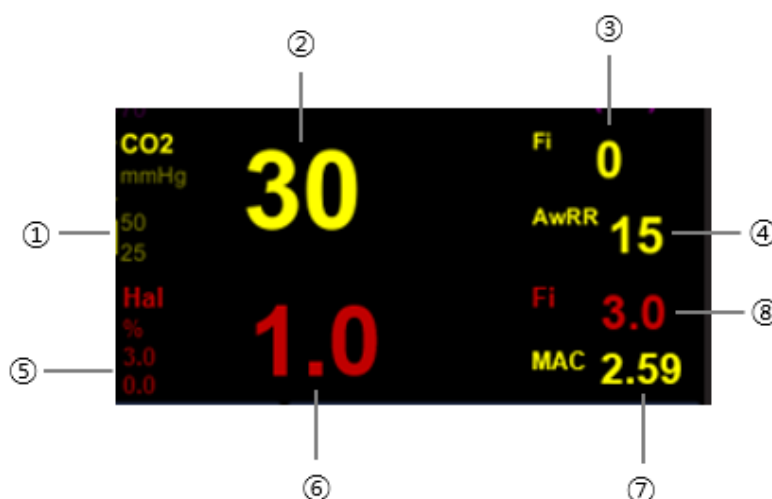 ② ③
CO2
mmHg
30
Fi 0
① 50
25
AwRR 15 ④
Hal
%
1.0
Fi 3.0 ⑧
⑤ 3.0
0.0
MAC 2.59
⑥ ⑦